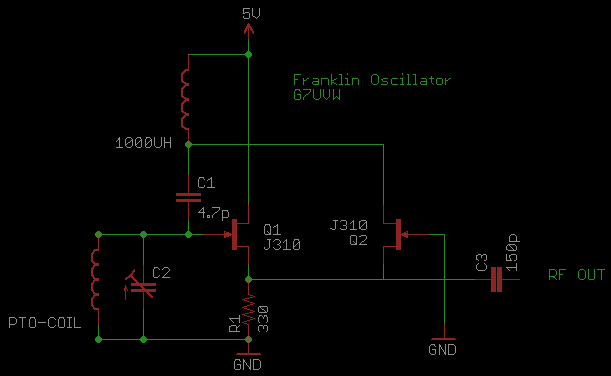 5V
Franklin Oscillator
G7UVW
1000UH
C1
4.7p
Q1
J310
J310
Q2
C2
C3
150p
RF OUT
PTO-COIL
R1
330
GND
GND